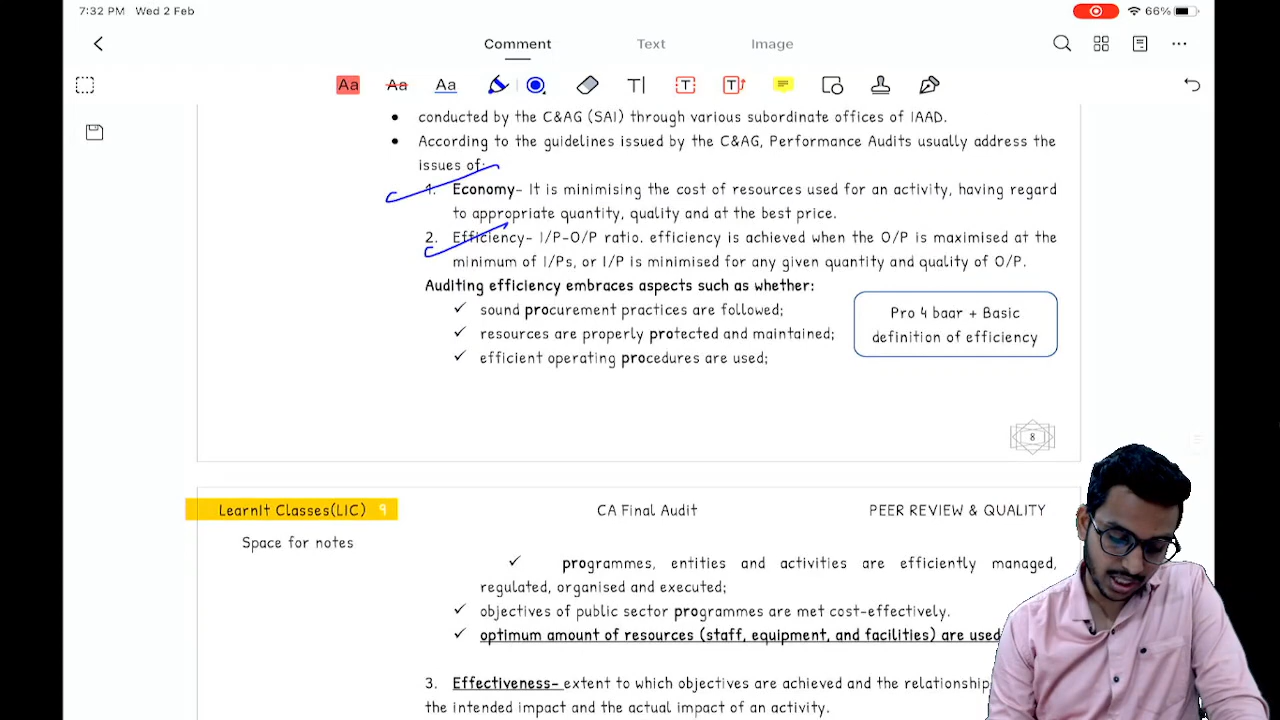 7:32 PM Wed 2 Feb
66%
Comment Text Image
Aa Aa Aa T T T
conducted by the C&AG (SAI) through various subordinate offices of IAAD.
According to the guidelines issued by the C&AG, Performance Audits usually address the
issues of:
1. Economy- It is minimising the cost of resources used for an activity, having regard
to appropriate quantity, quality and at the best price.
2. Efficiency- I/P-O/P ratio. efficiency is achieved when the O/P is maximised at the
minimum of I/Ps, or I/P is minimised for any given quantity and quality of O/P.
Auditing efficiency embraces aspects such as whether:
✓ sound procurement practices are followed;
✓ resources are properly protected and maintained;
✓ efficient operating procedures are used;
Pro 4 baar + Basic
definition of efficiency
8
LearnIt Classes(LIC) 9 CA Final Audit PEER REVIEW & QUALITY
Space for notes
✓ programmes, entities and activities are efficiently managed,
regulated, organised and executed;
✓ objectives of public sector programmes are met cost-effectively.
✓ optimum amount of resources (staff, equipment, and facilities) are used
3. Effectiveness- extent to which objectives are achieved and the relationship
the intended impact and the actual impact of an activity.